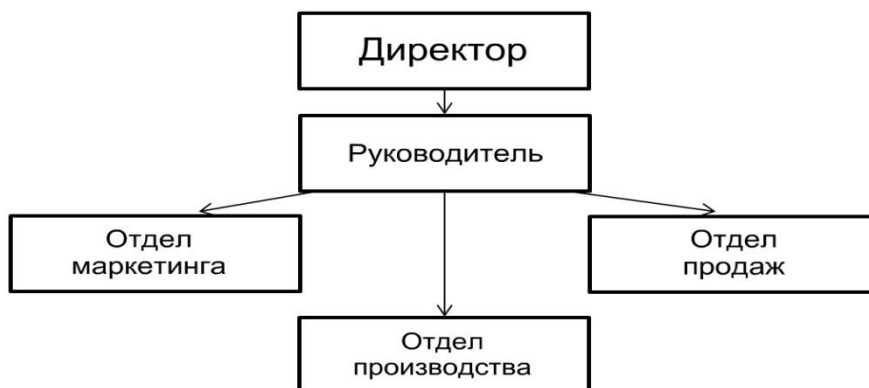 Директор
Руководитель
Отдел
маркетинга
Отдел
продаж
Отдел
производства